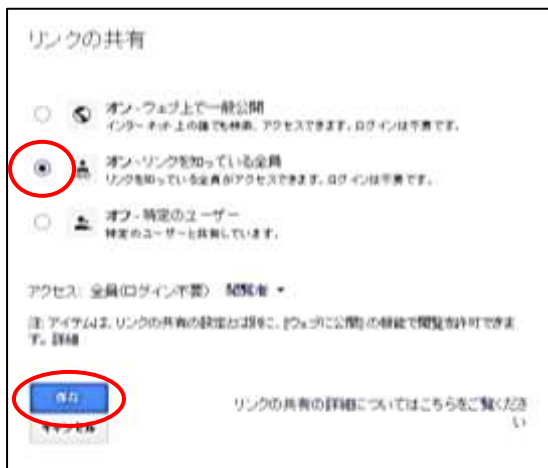 リンクの共有
オン - ウェブ上で一般公開
インターネット上の誰でも検索、アクセスできます。ログインは不要です。
オン - リンクを知っている全員
リンクを知っている全員がアクセスできます。ログインは不要です。
オフ - 特定のユーザー
特定のユーザーと共有しています。
アクセス: 全員(ログイン不要) 閲覧者
注: アイテムは、リンクの共有の設定とは別に、[ウェブに公開] の機能で閲覧を許可できま
す。詳細
保存
キャンセル
リンクの共有の詳細についてはこちらをご覧くださ
い